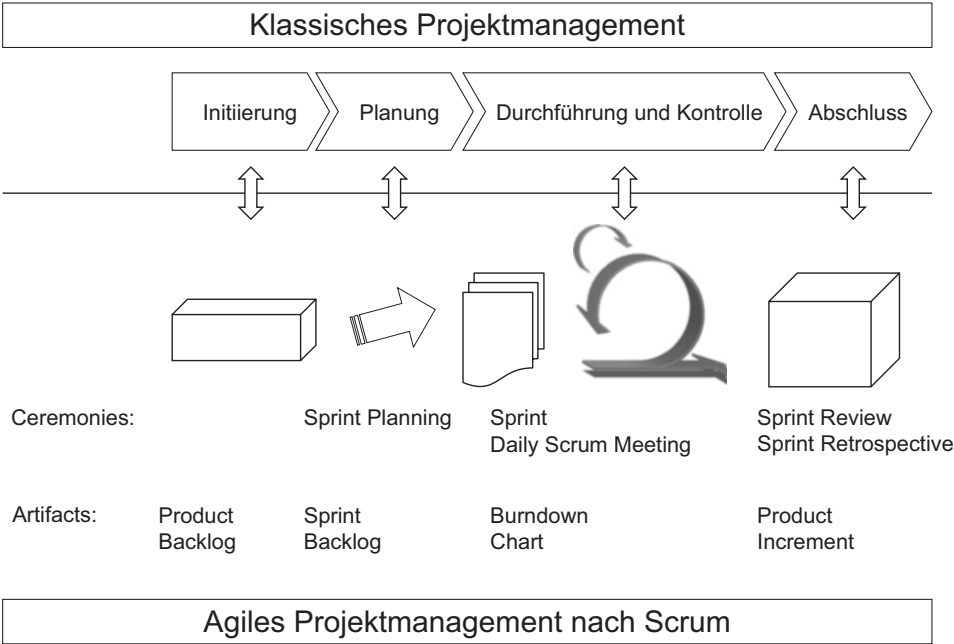 Klassisches Projektmanagement
Initiierung Planung Durchführung und Kontrolle Abschluss
Ceremonies: Sprint Planning Sprint Sprint Review
Daily Scrum Meeting Sprint Retrospective
Artifacts: Product Sprint Burndown Product
Backlog Backlog Chart Increment
Agiles Projektmanagement nach Scrum